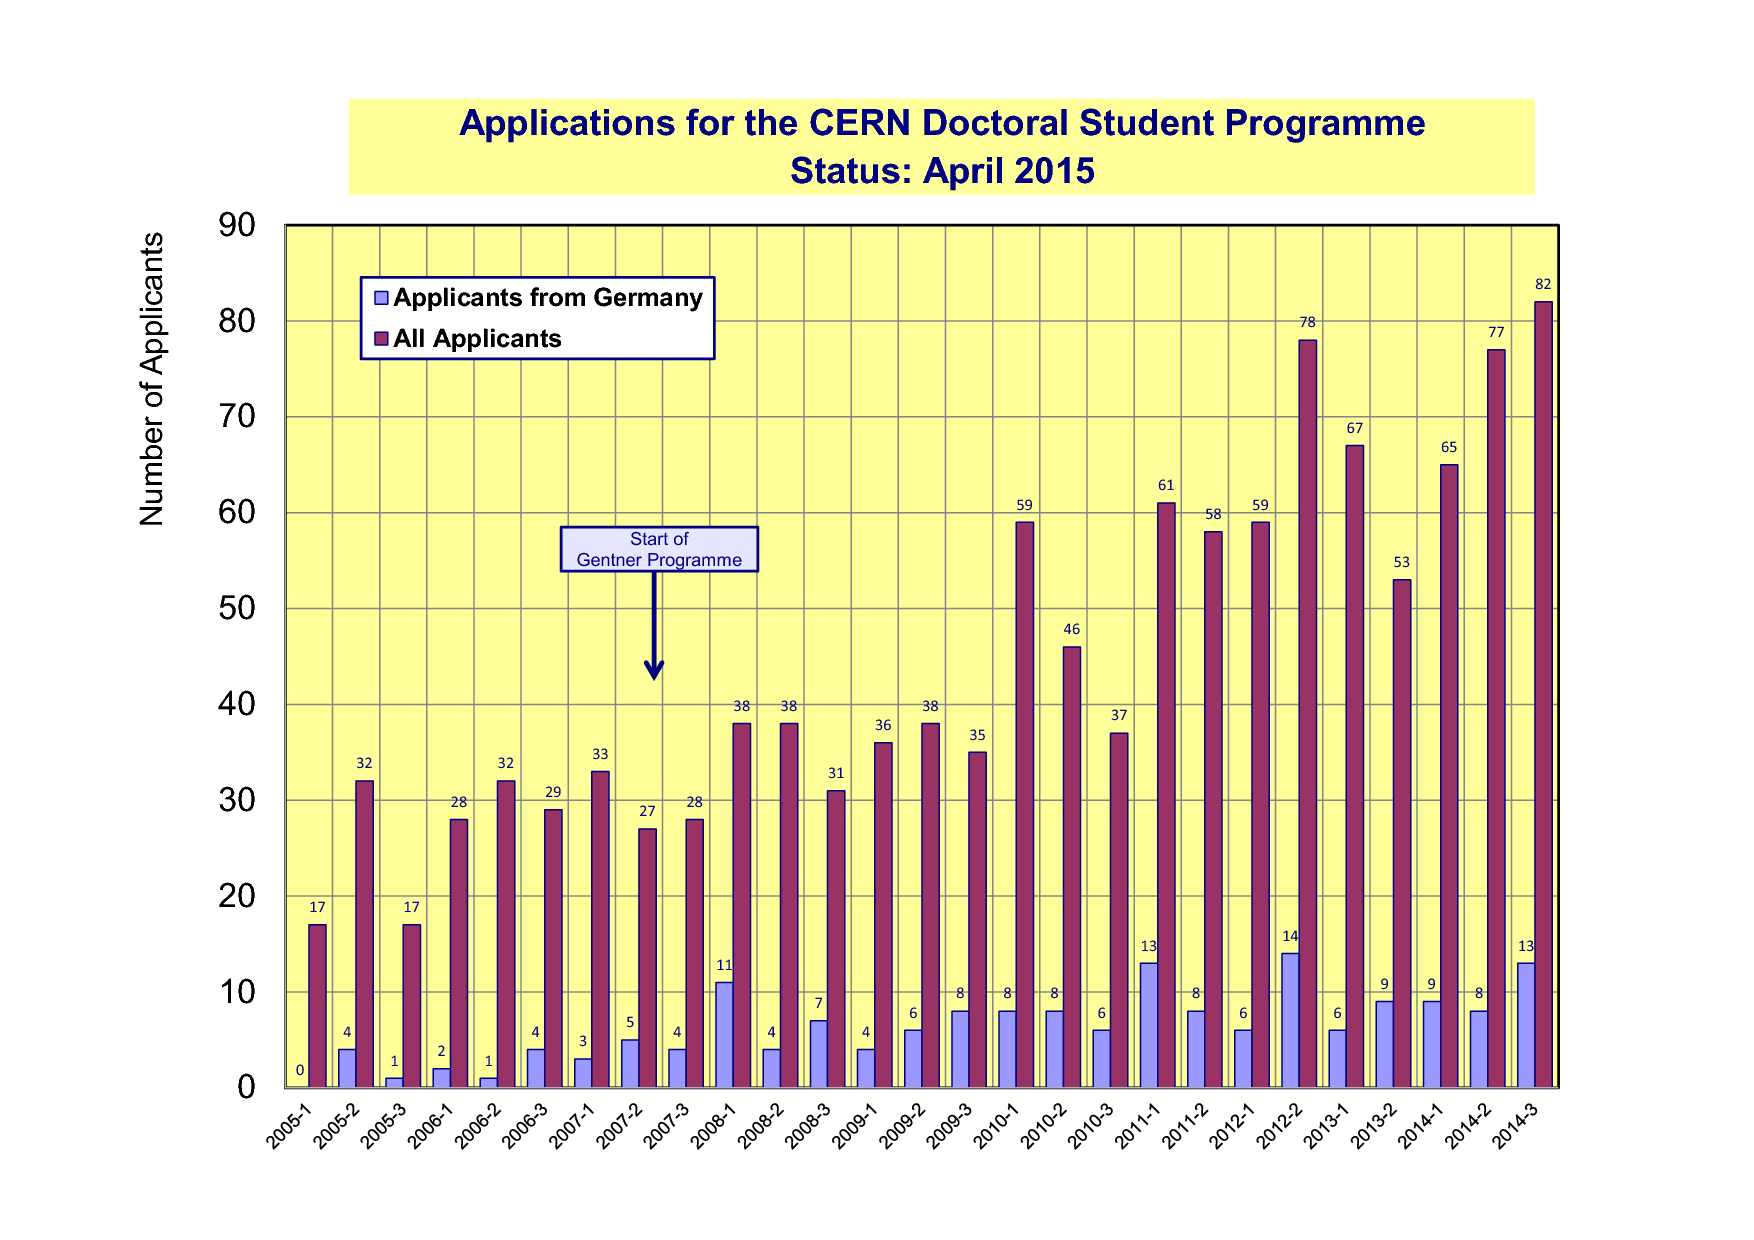 Applications for the CERN Doctoral Student Programme
Status: April 2015
Number of Applicants
90
80
70
60
50
40
30
20
10
0
Applicants from Germany
All Applicants
Start of
Gentner Programme
0 17 4 32 1 17 2 28 1 32 4 29 3 33 5 27 4 28 11 38 4 38 7 31 4 36 6 38 8 35 8 59 8 46 6 37 13 61 8 58 6 59 14 78 6 67 9 53 9 65 8 77 13 82
2005-1 2005-2 2005-3 2006-1 2006-2 2006-3 2007-1 2007-2 2007-3 2008-1 2008-2 2008-3 2009-1 2009-2 2009-3 2010-1 2010-2 2010-3 2011-1 2011-2 2012-1 2012-2 2013-1 2013-2 2014-1 2014-2 2014-3